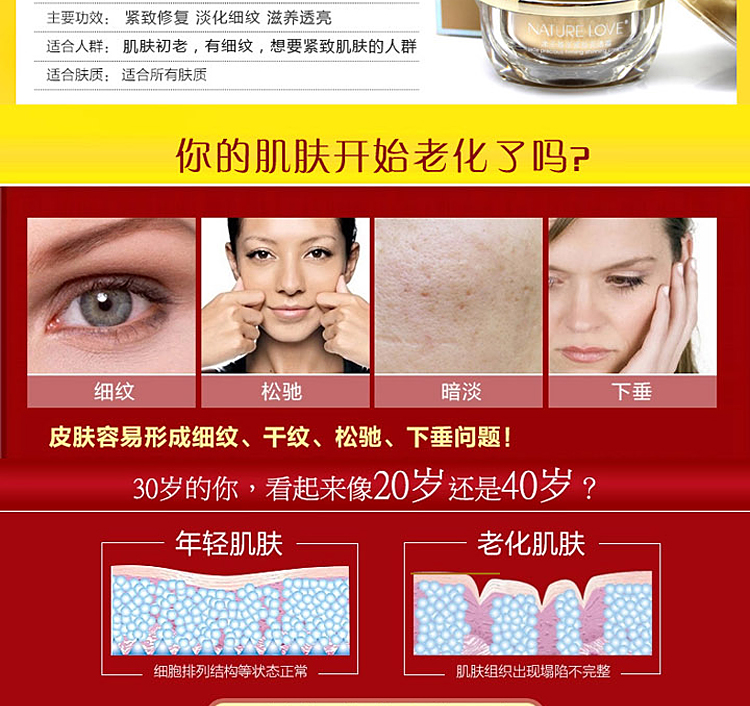 主要功效： 紧致修复 淡化细纹 滋养透亮
NATURE LOVE
适合人群： 肌肤初老，有细纹，想要紧致肌肤的人群
适合肤质： 适合所有肤质
你的肌肤开始老化了吗?
细纹 松驰 暗淡 下垂
皮肤容易形成细纹、干纹、松驰、下垂问题！
30岁的你，看起来像20岁还是40岁？
年轻肌肤 老化肌肤
细胞排列结构等状态正常 肌肤组织出现塌陷不完整